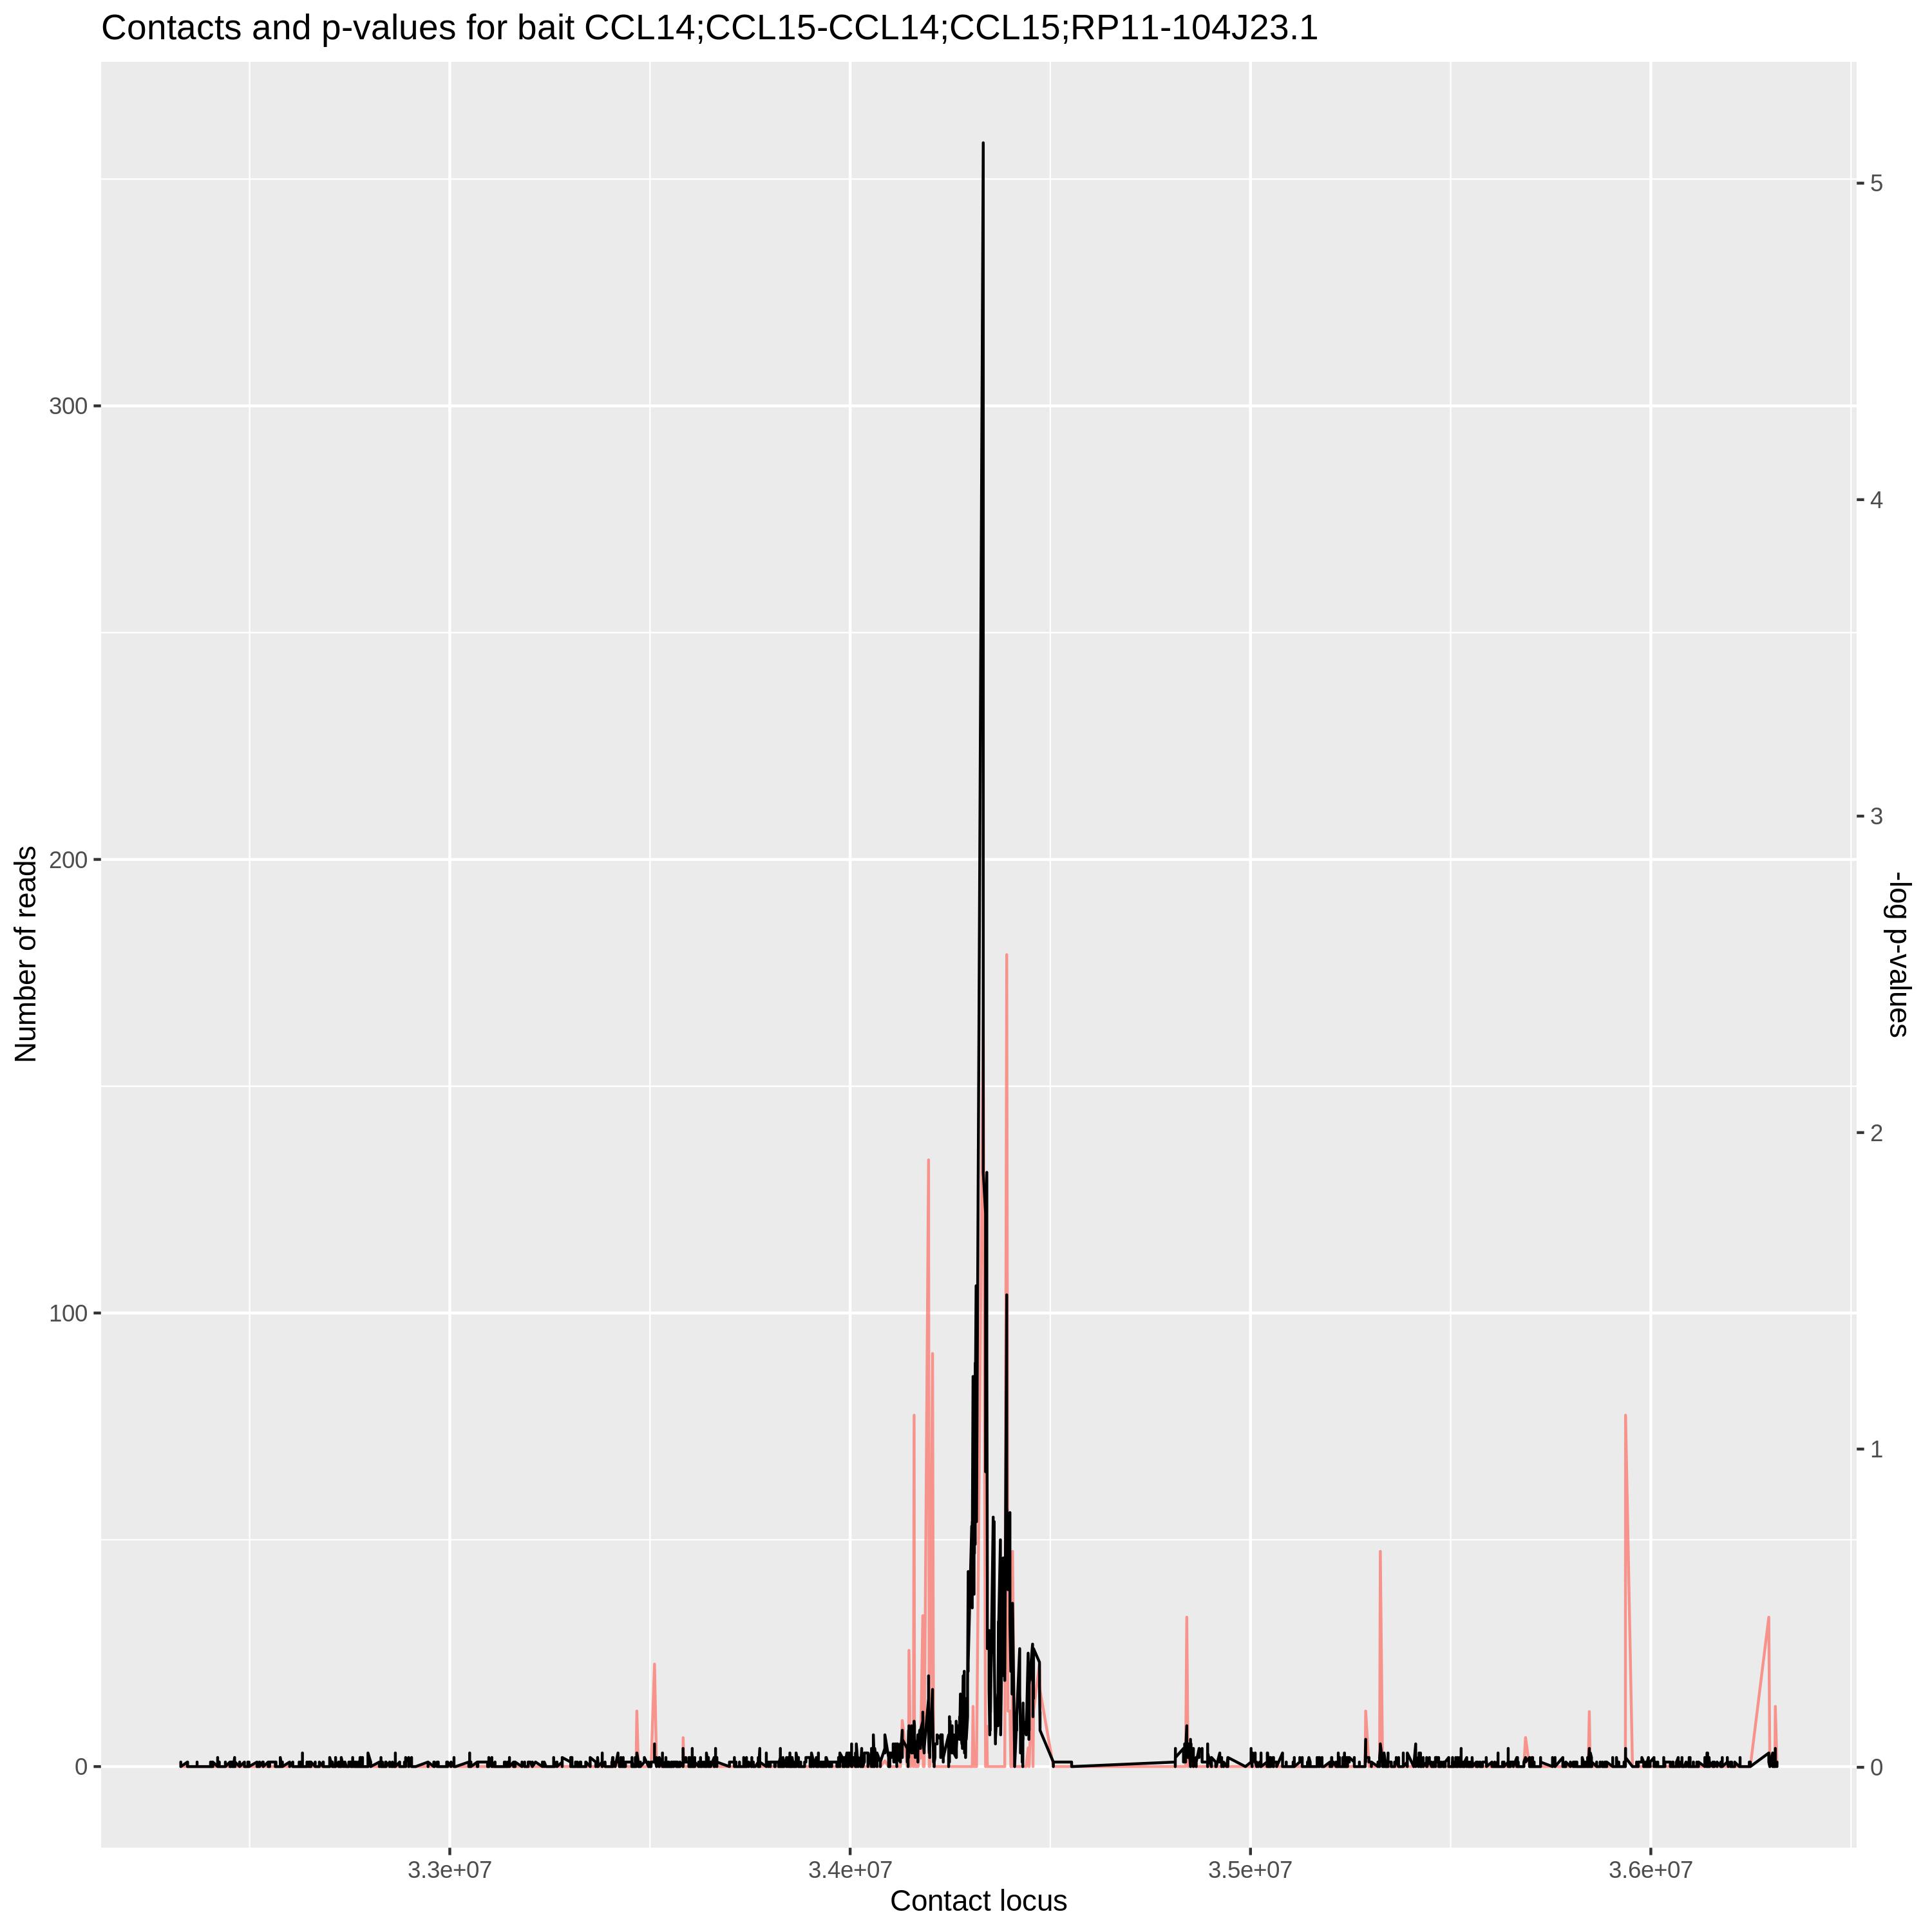 Contacts and p-values for bait CCL14;CCL15-CCL14;CCL15;RP11-104J23.1
Number of reads
300
200
100
0
5
4
3
2
1
0
-log p-values
3.3e+07
3.4e+07
3.5e+07
3.6e+07
Contact locus